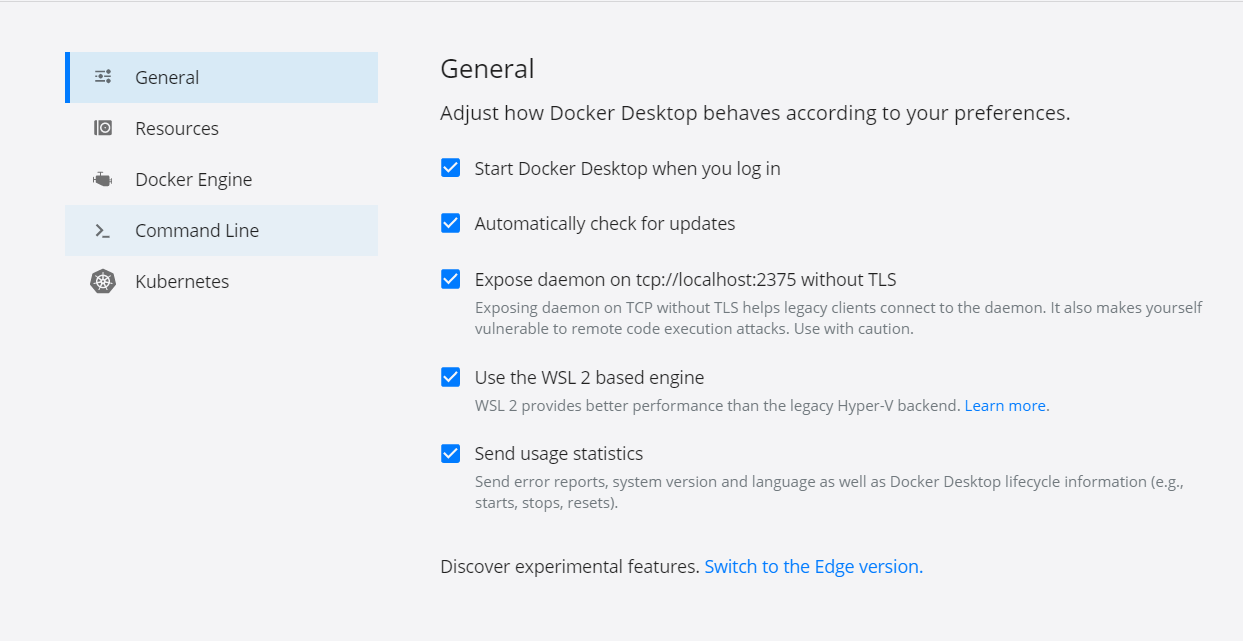 General
Resources
Docker Engine
Command Line
Kubernetes
General
Adjust how Docker Desktop behaves according to your preferences.
Start Docker Desktop when you log in
Automatically check for updates
Expose daemon on tcp://localhost:2375 without TLS
Exposing daemon on TCP without TLS helps legacy clients connect to the daemon. It also makes yourself
vulnerable to remote code execution attacks. Use with caution.
Use the WSL 2 based engine
WSL 2 provides better performance than the legacy Hyper-V backend. Learn more.
Send usage statistics
Send error reports, system version and language as well as Docker Desktop lifecycle information (e.g.,
starts, stops, resets).
Discover experimental features. Switch to the Edge version.